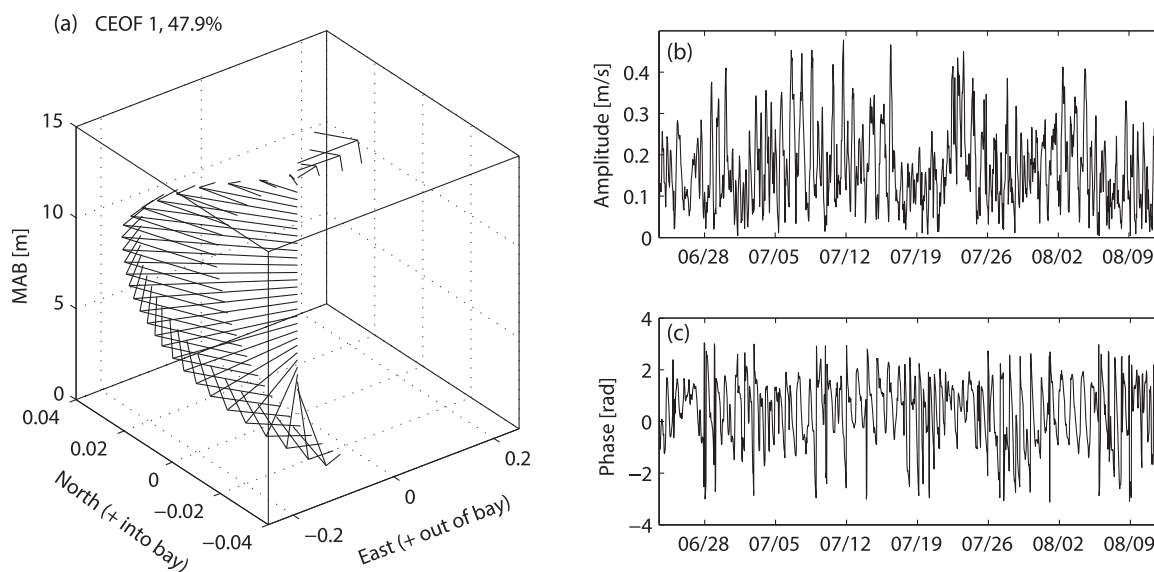 (a) CEOF 1, 47.9%
15
10
5
0
MAB [m]
0.04
0.02
0
−0.02
−0.04
North (+ into bay)
−0.2
0
0.2
East (+ out of bay)
(b)
0.4
0.3
0.2
0.1
0
Amplitude [m/s]
06/28 07/05 07/12 07/19 07/26 08/02 08/09
(c)
4
2
0
−2
−4
Phase [rad]
06/28 07/05 07/12 07/19 07/26 08/02 08/09